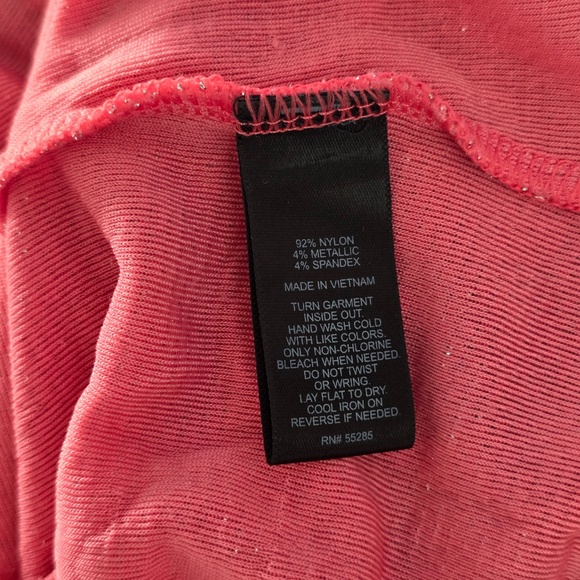 92% NYLON
4% METALLIC
4% SPANDEX
MADE IN VIETNAM
TURN GARMENT
INSIDE OUT.
HAND WASH COLD
WITH LIKE COLORS.
ONLY NON-CHLORINE
BLEACH WHEN NEEDED.
DO NOT TWIST
OR WRING.
LAY FLAT TO DRY.
COOL IRON ON
REVERSE IF NEEDED.
RN# 55285